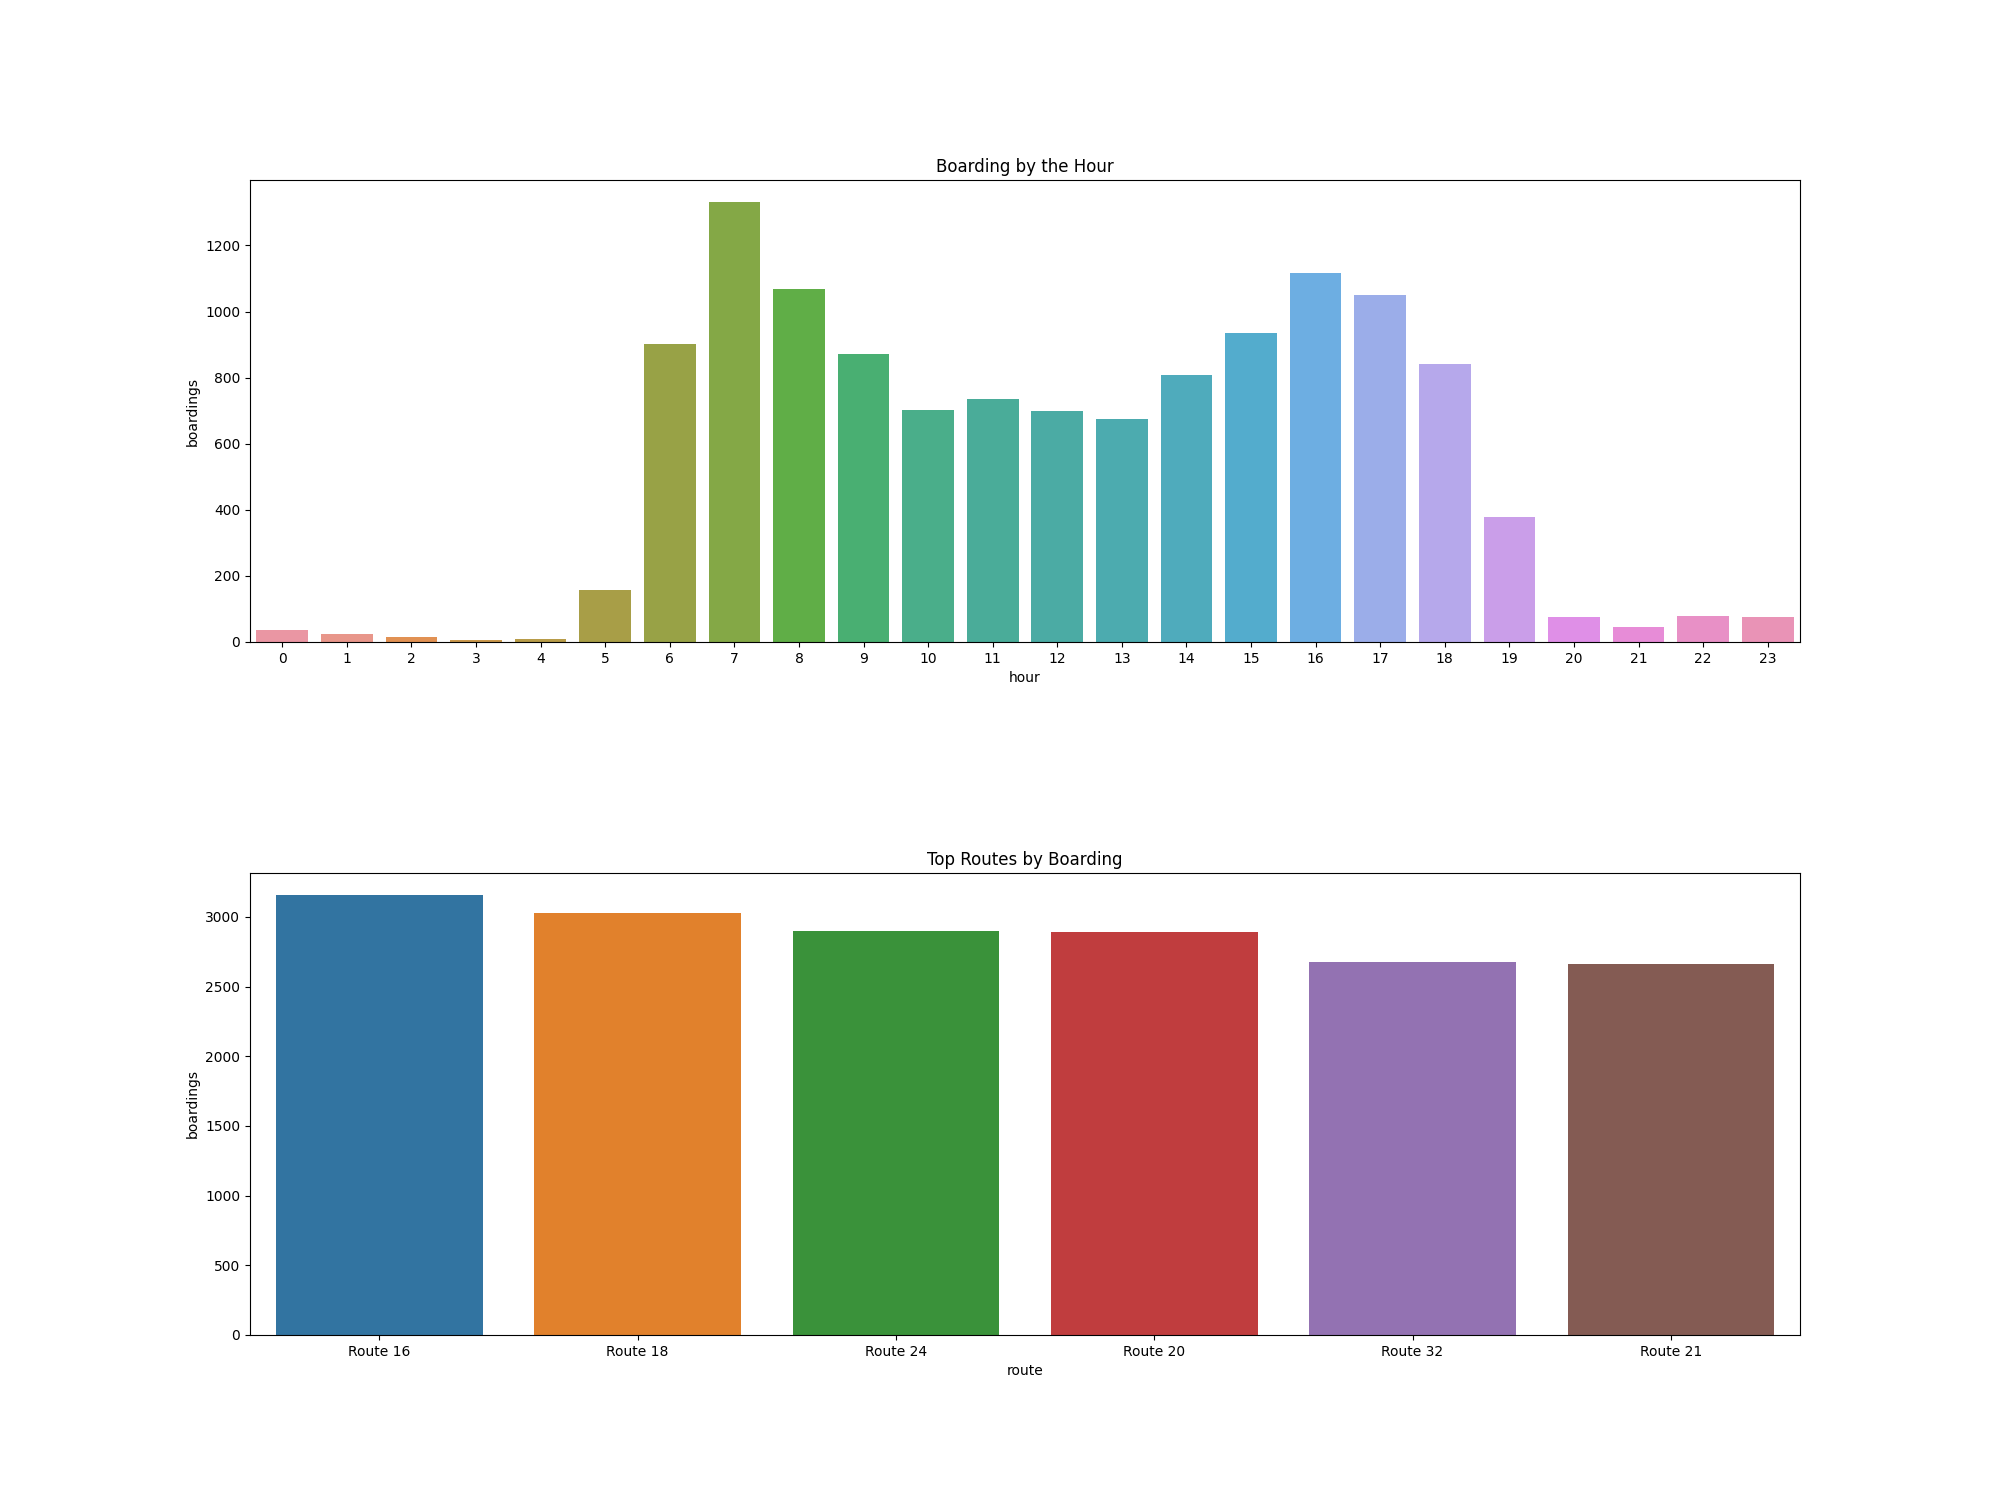 Boarding by the Hour
1200
1000
800
600
400
200
0
boardings
0 1 2 3 4 5 6 7 8 9 10 11 12 13 14 15 16 17 18 19 20 21 22 23
hour
Top Routes by Boarding
3000
2500
2000
1500
1000
500
0
boardings
Route 16 Route 18 Route 24 Route 20 Route 32 Route 21
route